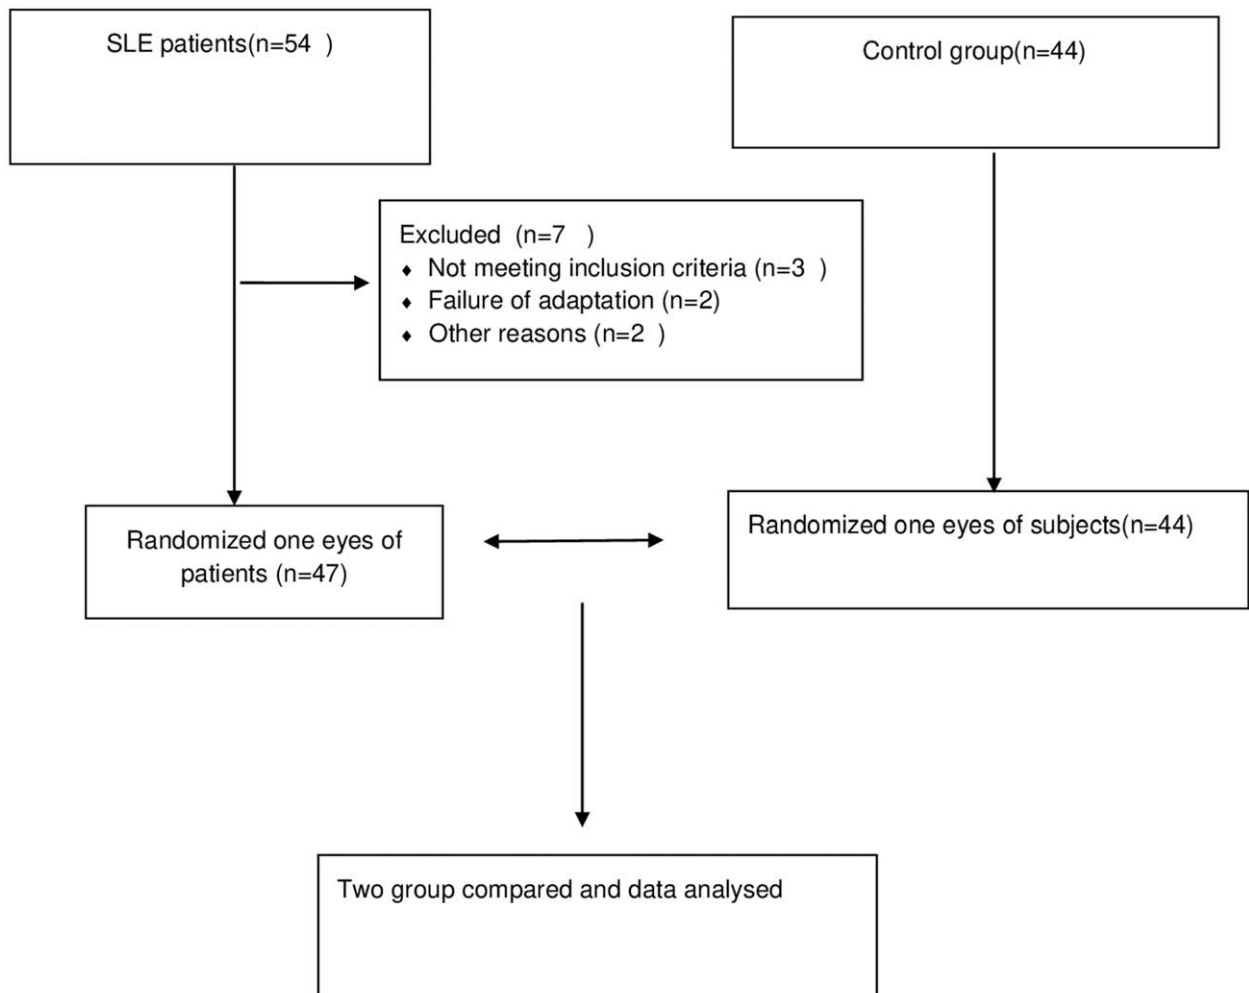 SLE patients(n=54  )
Control group(n=44)
Excluded  (n=7   )
♦ Not meeting inclusion criteria (n=3  )
♦ Failure of adaptation (n=2)
♦ Other reasons (n=2  )
Randomized one eyes of
patients (n=47)
Randomized one eyes of subjects(n=44)
Two group compared and data analysed